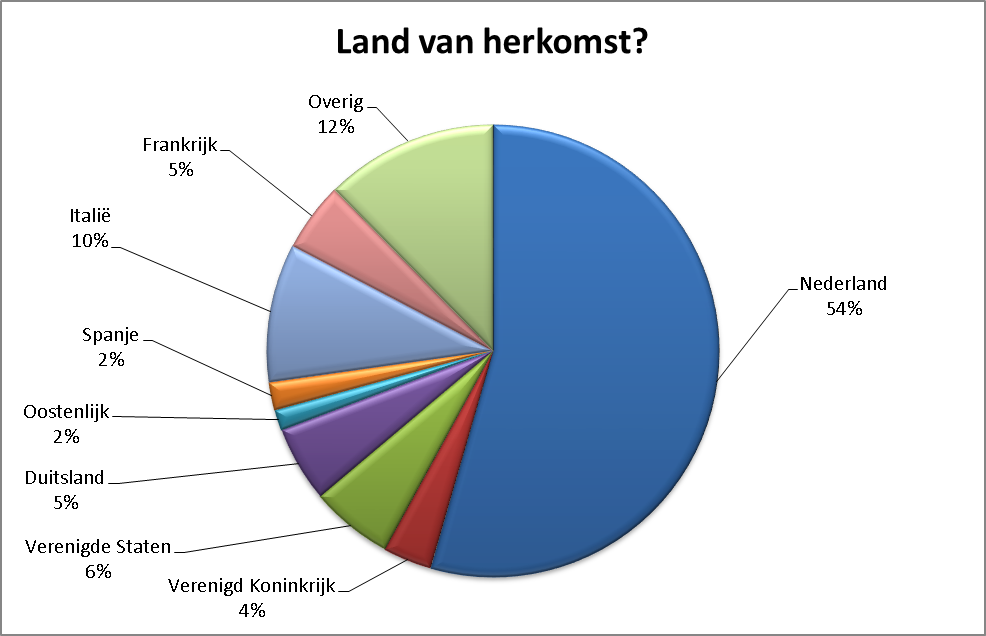 Land van herkomst?
Overig
12%
Frankrijk
5%
Italië
10%
Spanje
2%
Oostenlijk
2%
Duitsland
5%
Verenigde Staten
6%
Verenigd Koninkrijk
4%
Nederland
54%